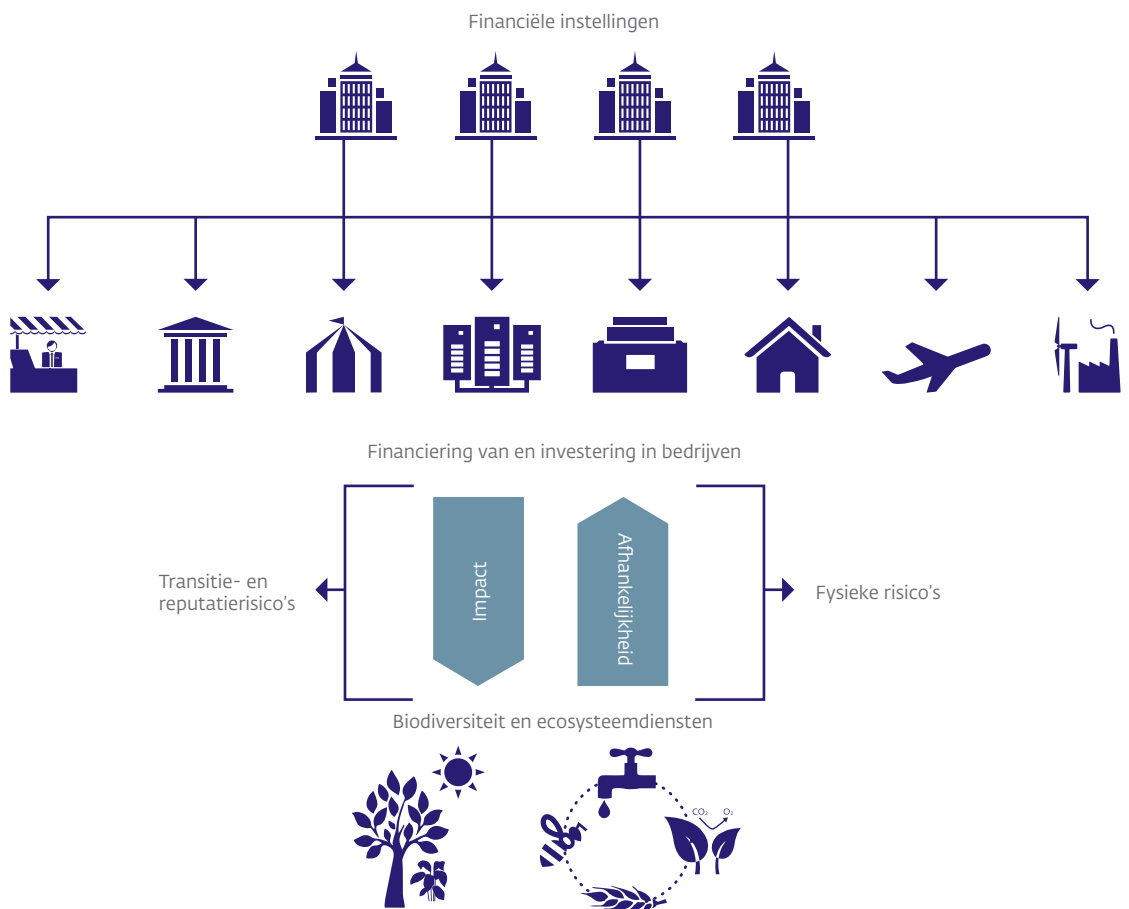 Financiële instellingen
Financiering van en investering in bedrijven
Impact
Afhankelijkheid
Transitie- en
reputatierisico's
Fysieke risico's
Biodiversiteit en ecosysteemdiensten
CO₂
O₂